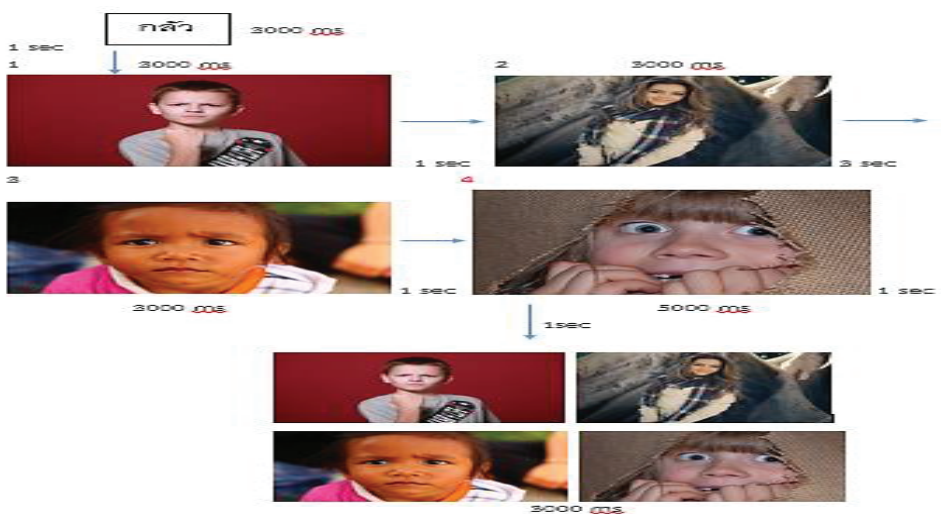 กลัว 3000 ms
1 sec
1 3000 ms 2 3000 ms
1 sec 3 sec
3 4
1 sec 1 sec
3000 ms 5000 ms
1sec
3000 ms